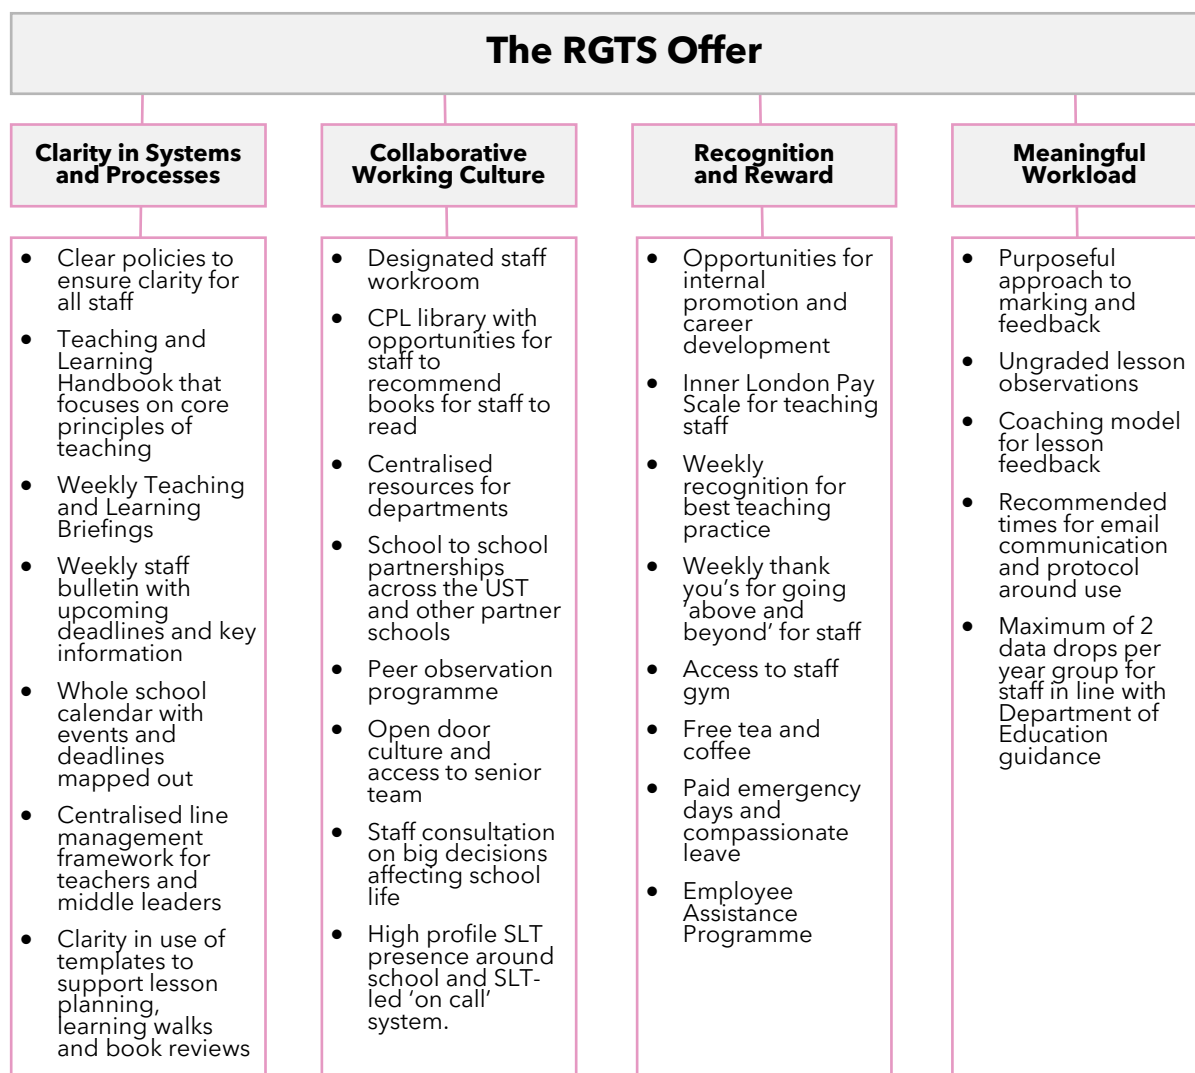 The RGTS Offer
Clarity in Systems
and Processes
• Clear policies to
ensure clarity for
all staff
• Teaching and
Learning
Handbook that
focuses on core
principles of
teaching
• Weekly Teaching
and Learning
Briefings
• Weekly staff
bulletin with
upcoming
deadlines and key
information
• Whole school
calendar with
events and
deadlines
mapped out
• Centralised line
management
framework for
teachers and
middle leaders
• Clarity in use of
templates to
support lesson
planning,
learning walks
and book reviews
Collaborative
Working Culture
• Designated staff
workroom
• CPL library with
opportunities for
staff to
recommend
books for staff to
read
• Centralised
resources for
departments
• School to school
partnerships
across the UST
and other partner
schools
• Peer observation
programme
• Open door
culture and
access to senior
team
• Staff consultation
on big decisions
affecting school
life
• High profile SLT
presence around
school and SLT-
led ‘on call’
system.
Recognition
and Reward
• Opportunities for
internal
promotion and
career
development
• Inner London Pay
Scale for teaching
staff
• Weekly
recognition for
best teaching
practice
• Weekly thank
you’s for going
‘above and
beyond’ for staff
• Access to staff
gym
• Free tea and
coffee
• Paid emergency
days and
compassionate
leave
• Employee
Assistance
Programme
Meaningful
Workload
• Purposeful
approach to
marking and
feedback
• Ungraded lesson
observations
• Coaching model
for lesson
feedback
• Recommended
times for email
communication
and protocol
around use
• Maximum of 2
data drops per
year group for
staff in line with
Department of
Education
guidance